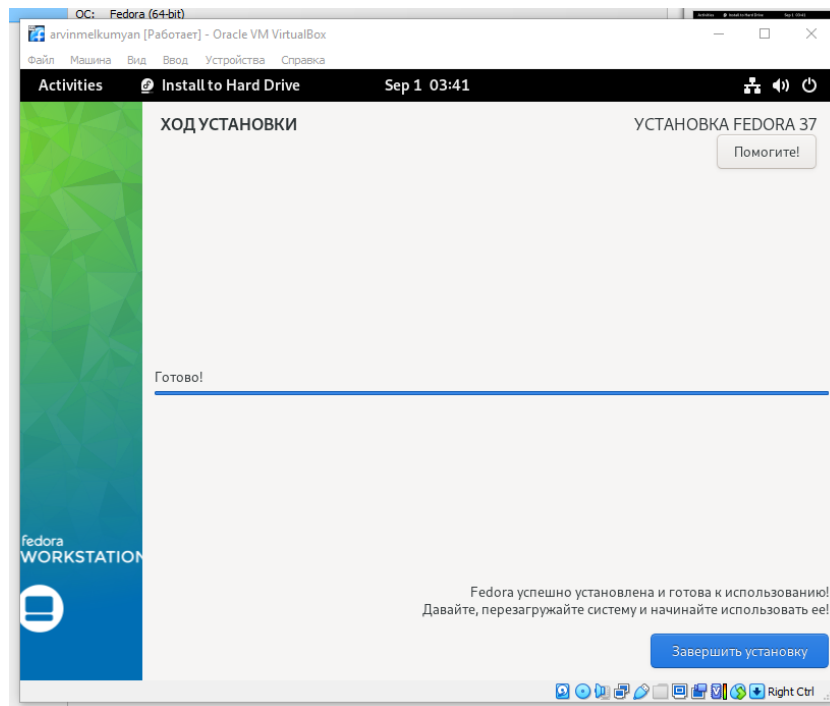 ОС: Fedora (64-bit)
arvinmelkumyan [Работает] - Oracle VM VirtualBox
Файл Машина Вид Ввод Устройства Справка
Activities Install to Hard Drive Sep 1 03:41
ХОД УСТАНОВКИ УСТАНОВКА FEDORA 37
Помогите!
Готово!
fedora
WORKSTATION
Fedora успешно установлена и готова к использованию!
Давайте, перезагружайте систему и начинайте использовать ее!
Завершить установку
Right Ctrl